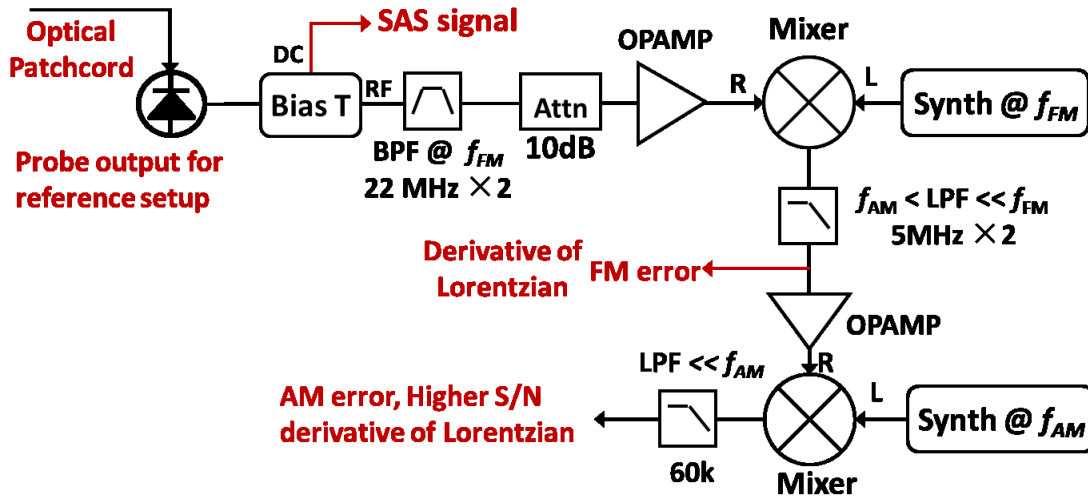 Optical
Patchcord
DC
SAS signal
OPAMP
Mixer
Bias T
RF
Attn
R
L
Synth @ fFM
Probe output for
reference setup
BPF @ fFM
22 MHz ×2
10dB
fAM < LPF << fFM
5MHz ×2
Derivative of
Lorentzian
FM error
OPAMP
LPF << fAM
R
L
Synth @ fAM
AM error, Higher S/N
derivative of Lorentzian
60k
Mixer